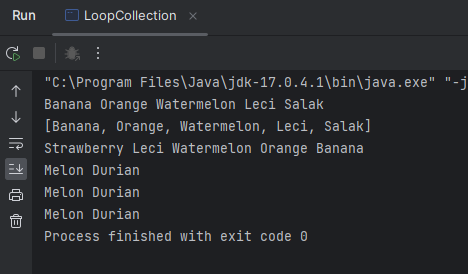 Run LoopCollection
"C:\Program Files\Java\jdk-17.0.4.1\bin\java.exe" "-j
Banana Orange Watermelon Leci Salak
[Banana, Orange, Watermelon, Leci, Salak]
Strawberry Leci Watermelon Orange Banana
Melon Durian
Melon Durian
Melon Durian
Process finished with exit code 0